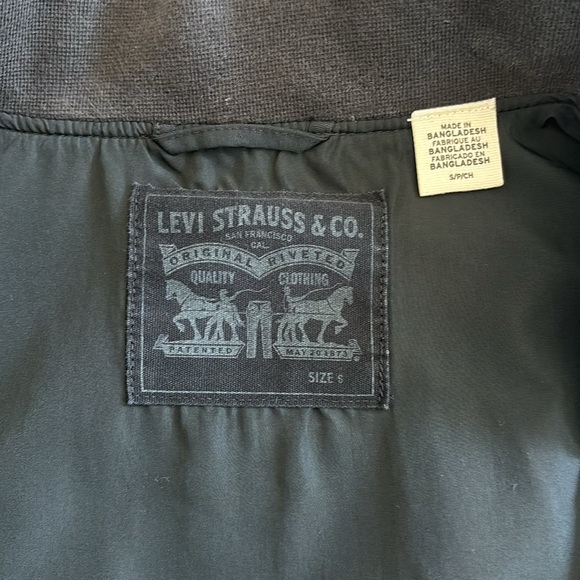 LEVI STRAUSS & CO.
SAN FRANCISCO
CAL.
ORIGINAL RIVETED
QUALITY CLOTHING
PATENTED MAY 20 1873
SIZE S
MADE IN
BANGLADESH
FABRIQUE AU
BANGLADESH
FABRICADO EN
BANGLADESH
S/P/CH